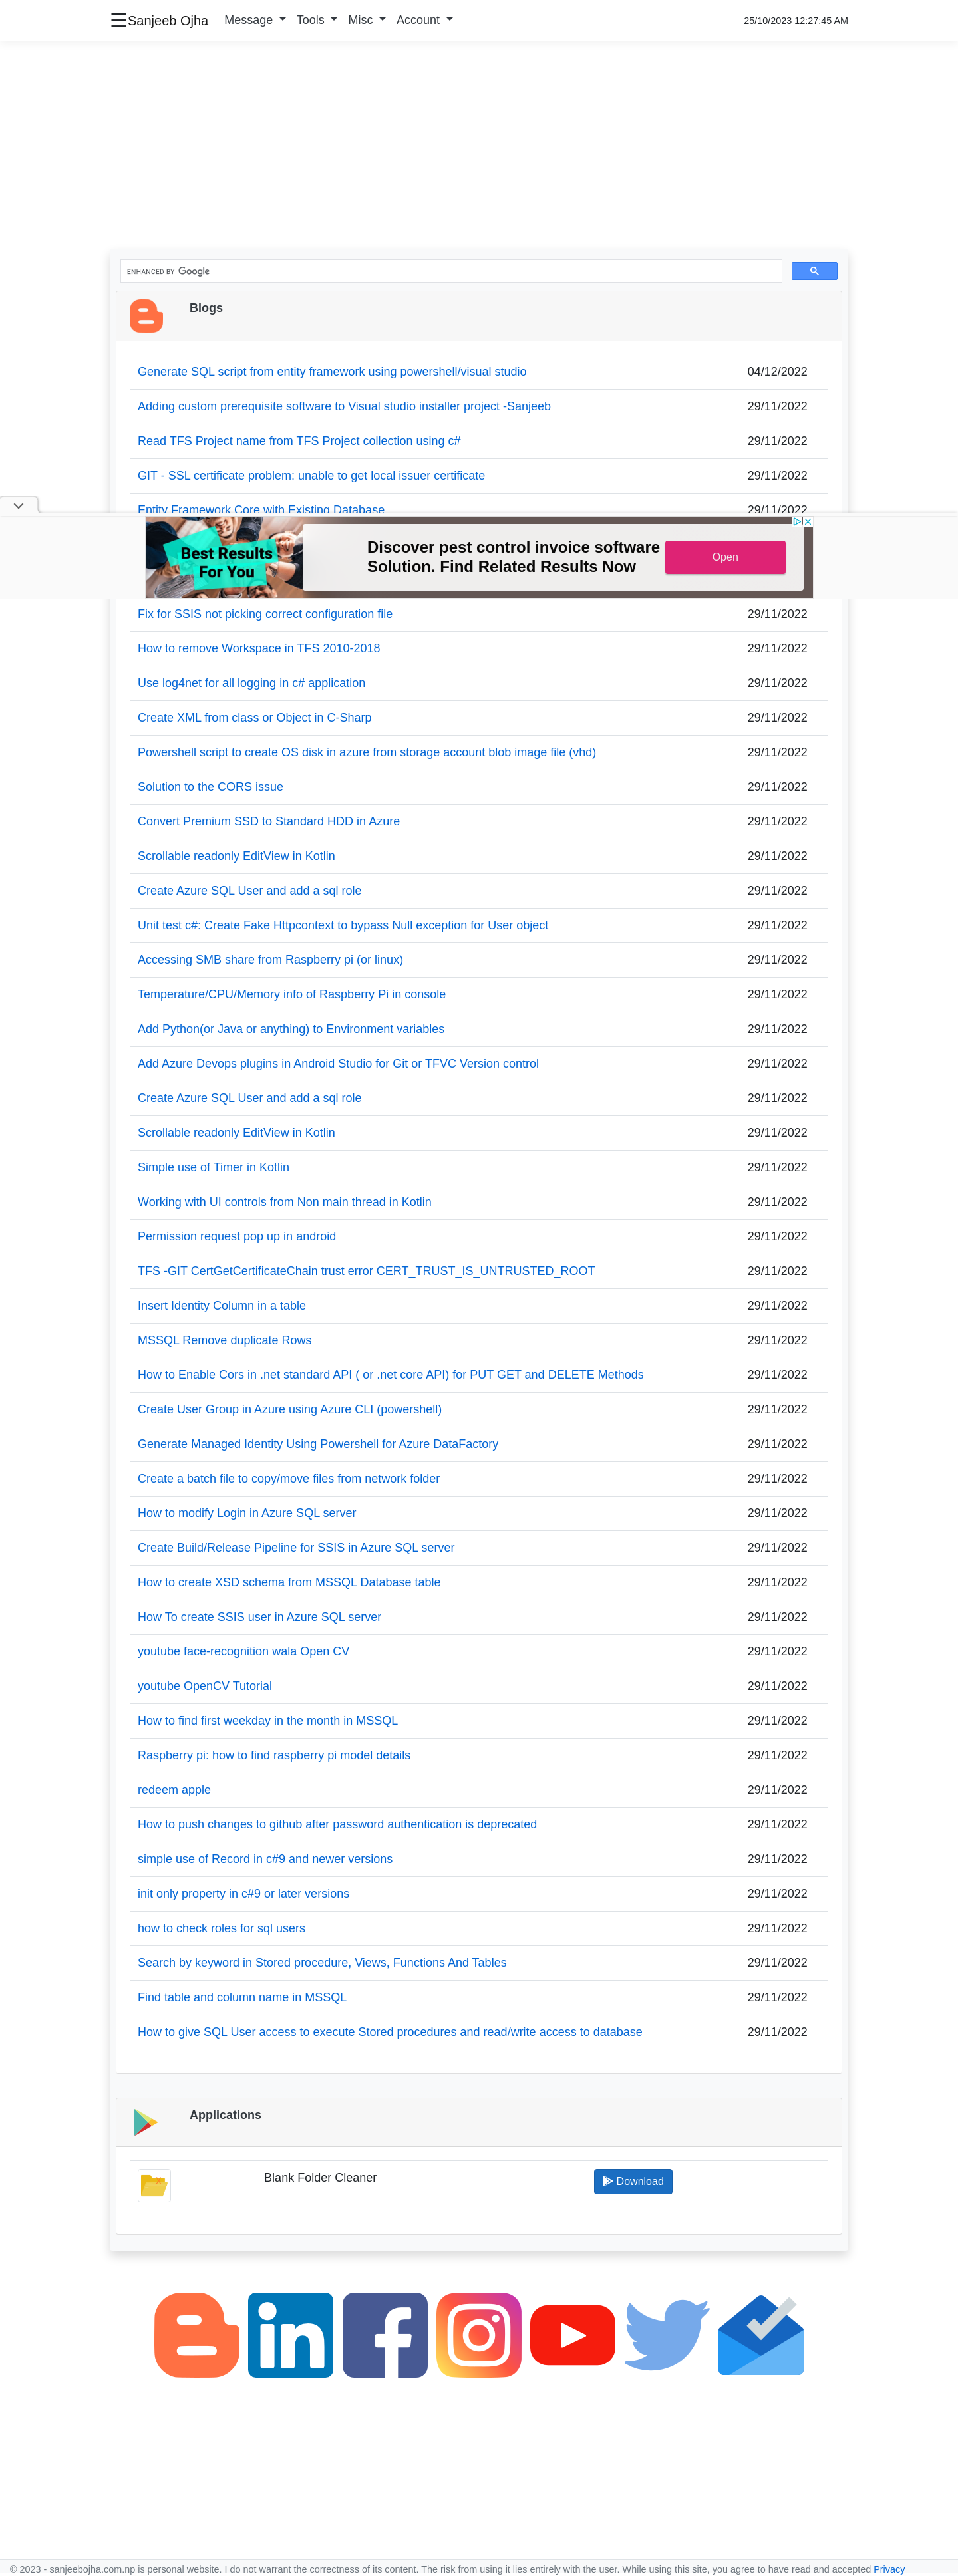 ☰Sanjeeb Ojha Message Tools Misc Account 25/10/2023 12:27:45 AM
ENHANCED BY Google
Blogs
Generate SQL script from entity framework using powershell/visual studio 04/12/2022
Adding custom prerequisite software to Visual studio installer project -Sanjeeb 29/11/2022
Read TFS Project name from TFS Project collection using c# 29/11/2022
GIT - SSL certificate problem: unable to get local issuer certificate 29/11/2022
Entity Framework Core with Existing Database 29/11/2022
Best Results
For You
Discover pest control invoice software
Solution. Find Related Results Now
Open
Fix for SSIS not picking correct configuration file 29/11/2022
How to remove Workspace in TFS 2010-2018 29/11/2022
Use log4net for all logging in c# application 29/11/2022
Create XML from class or Object in C-Sharp 29/11/2022
Powershell script to create OS disk in azure from storage account blob image file (vhd) 29/11/2022
Solution to the CORS issue 29/11/2022
Convert Premium SSD to Standard HDD in Azure 29/11/2022
Scrollable readonly EditView in Kotlin 29/11/2022
Create Azure SQL User and add a sql role 29/11/2022
Unit test c#: Create Fake Httpcontext to bypass Null exception for User object 29/11/2022
Accessing SMB share from Raspberry pi (or linux) 29/11/2022
Temperature/CPU/Memory info of Raspberry Pi in console 29/11/2022
Add Python(or Java or anything) to Environment variables 29/11/2022
Add Azure Devops plugins in Android Studio for Git or TFVC Version control 29/11/2022
Create Azure SQL User and add a sql role 29/11/2022
Scrollable readonly EditView in Kotlin 29/11/2022
Simple use of Timer in Kotlin 29/11/2022
Working with UI controls from Non main thread in Kotlin 29/11/2022
Permission request pop up in android 29/11/2022
TFS -GIT CertGetCertificateChain trust error CERT_TRUST_IS_UNTRUSTED_ROOT 29/11/2022
Insert Identity Column in a table 29/11/2022
MSSQL Remove duplicate Rows 29/11/2022
How to Enable Cors in .net standard API ( or .net core API) for PUT GET and DELETE Methods 29/11/2022
Create User Group in Azure using Azure CLI (powershell) 29/11/2022
Generate Managed Identity Using Powershell for Azure DataFactory 29/11/2022
Create a batch file to copy/move files from network folder 29/11/2022
How to modify Login in Azure SQL server 29/11/2022
Create Build/Release Pipeline for SSIS in Azure SQL server 29/11/2022
How to create XSD schema from MSSQL Database table 29/11/2022
How To create SSIS user in Azure SQL server 29/11/2022
youtube face-recognition wala Open CV 29/11/2022
youtube OpenCV Tutorial 29/11/2022
How to find first weekday in the month in MSSQL 29/11/2022
Raspberry pi: how to find raspberry pi model details 29/11/2022
redeem apple 29/11/2022
How to push changes to github after password authentication is deprecated 29/11/2022
simple use of Record in c#9 and newer versions 29/11/2022
init only property in c#9 or later versions 29/11/2022
how to check roles for sql users 29/11/2022
Search by keyword in Stored procedure, Views, Functions And Tables 29/11/2022
Find table and column name in MSSQL 29/11/2022
How to give SQL User access to execute Stored procedures and read/write access to database 29/11/2022
Applications
Blank Folder Cleaner Download
© 2023 - sanjeebojha.com.np is personal website. I do not warrant the correctness of its content. The risk from using it lies entirely with the user. While using this site, you agree to have read and accepted Privacy